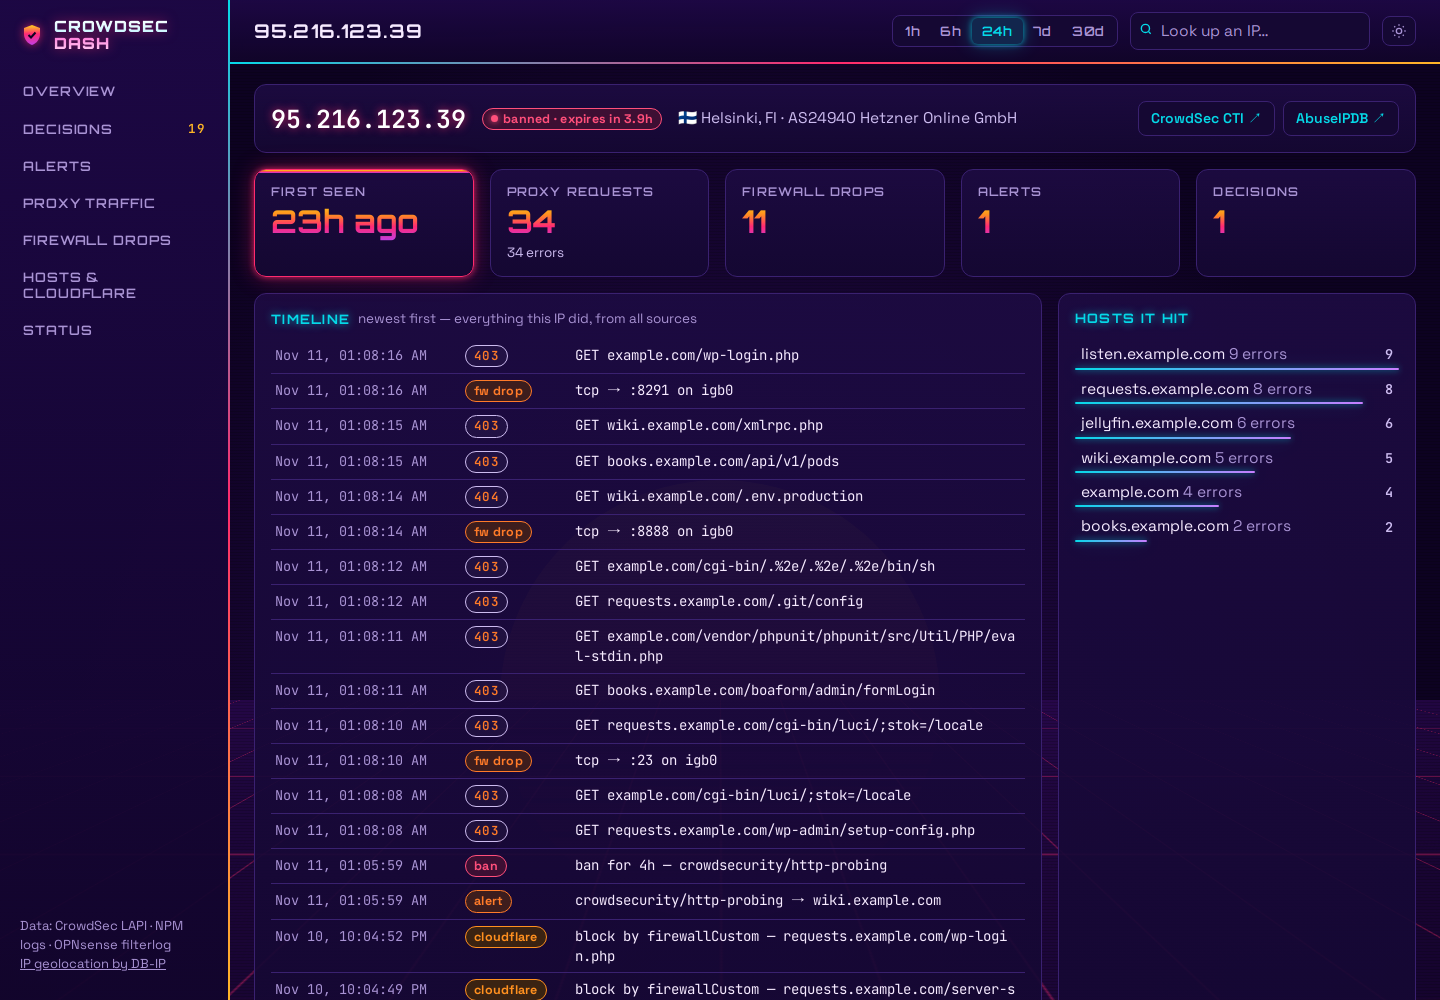 CROWDSEC
DASH
OVERVIEW
DECISIONS 19
ALERTS
PROXY TRAFFIC
FIREWALL DROPS
HOSTS &
CLOUDFLARE
STATUS
Data: CrowdSec LAPI · NPM
logs · OPNsense filterlog
IP geolocation by DB-IP
95.216.123.39
1h 6h 24h 7d 30d
Look up an IP...
95.216.123.39 banned · expires in 3.9h 🇫🇮 Helsinki, FI · AS24940 Hetzner Online GmbH
CrowdSec CTI ↗ AbuseIPDB ↗
FIRST SEEN
23h ago
PROXY REQUESTS
34
34 errors
FIREWALL DROPS
11
ALERTS
1
DECISIONS
1
TIMELINE newest first — everything this IP did, from all sources
Nov 11, 01:08:16 AM 403 GET example.com/wp-login.php
Nov 11, 01:08:16 AM fw drop tcp → :8291 on igb0
Nov 11, 01:08:15 AM 403 GET wiki.example.com/xmlrpc.php
Nov 11, 01:08:15 AM 403 GET books.example.com/api/v1/pods
Nov 11, 01:08:14 AM 404 GET wiki.example.com/.env.production
Nov 11, 01:08:14 AM fw drop tcp → :8888 on igb0
Nov 11, 01:08:12 AM 403 GET example.com/cgi-bin/.%2e/.%2e/.%2e/bin/sh
Nov 11, 01:08:12 AM 403 GET requests.example.com/.git/config
Nov 11, 01:08:11 AM 403 GET example.com/vendor/phpunit/phpunit/src/Util/PHP/eva
l-stdin.php
Nov 11, 01:08:11 AM 403 GET books.example.com/boaform/admin/formLogin
Nov 11, 01:08:10 AM 403 GET requests.example.com/cgi-bin/luci/;stok=/locale
Nov 11, 01:08:10 AM fw drop tcp → :23 on igb0
Nov 11, 01:08:08 AM 403 GET example.com/cgi-bin/luci/;stok=/locale
Nov 11, 01:08:08 AM 403 GET requests.example.com/wp-admin/setup-config.php
Nov 11, 01:05:59 AM ban ban for 4h — crowdsecurity/http-probing
Nov 11, 01:05:59 AM alert crowdsecurity/http-probing → wiki.example.com
Nov 10, 10:04:52 PM cloudflare block by firewallCustom — requests.example.com/wp-logi
n.php
Nov 10, 10:04:49 PM cloudflare block by firewallCustom — requests.example.com/server-s
HOSTS IT HIT
listen.example.com 9 errors 9
requests.example.com 8 errors 8
jellyfin.example.com 6 errors 6
wiki.example.com 5 errors 5
example.com 4 errors 4
books.example.com 2 errors 2